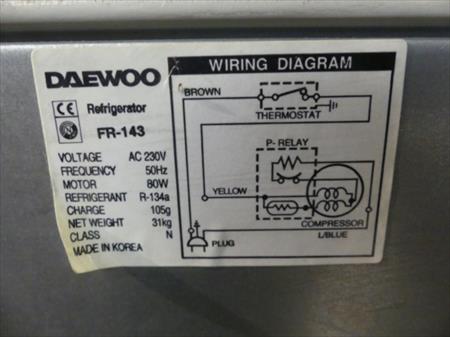 DAEWOO
CE Refrigerator
FR-143
VOLTAGE AC 230V
FREQUENCY 50Hz
MOTOR 80W
REFRIGERANT R-134a
CHARGE 105g
NET WEIGHT 31kg
CLASS N
MADE IN KOREA
WIRING DIAGRAM
BROWN
THERMOSTAT
P- RELAY
YELLOW
COMPRESSOR
PLUG
L/BLUE